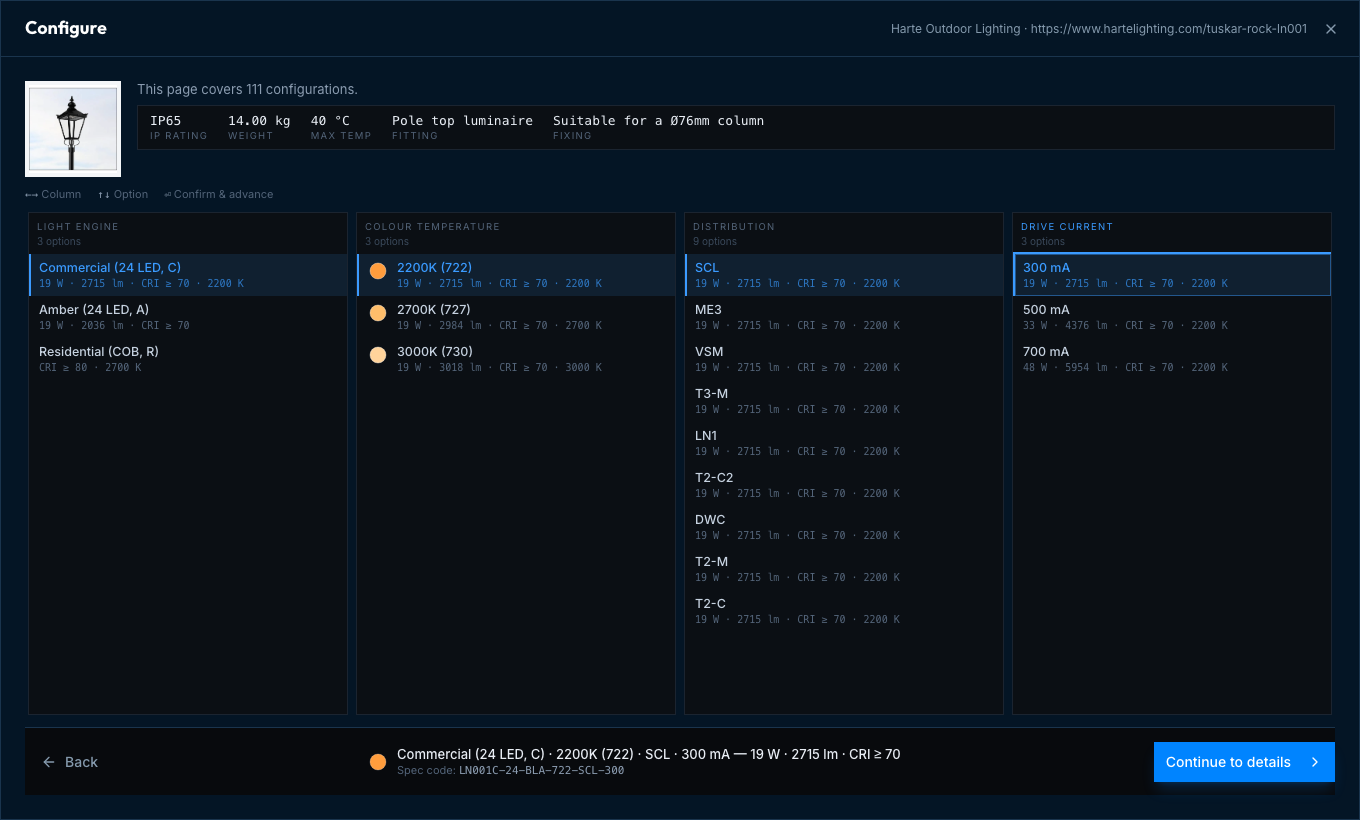 Configure
Harte Outdoor Lighting · https://www.hartelighting.com/tuskar-rock-ln001
This page covers 111 configurations.
IP65 14.00 kg 40 °C Pole top luminaire Suitable for a Ø76mm column
IP RATING WEIGHT MAX TEMP FITTING FIXING
←→ Column ↑↓ Option ⏎ Confirm & advance
LIGHT ENGINE
3 options
Commercial (24 LED, C)
19 W · 2715 lm · CRI ≥ 70 · 2200 K
Amber (24 LED, A)
19 W · 2036 lm · CRI ≥ 70
Residential (COB, R)
CRI ≥ 80 · 2700 K
COLOUR TEMPERATURE
3 options
2200K (722)
19 W · 2715 lm · CRI ≥ 70 · 2200 K
2700K (727)
19 W · 2984 lm · CRI ≥ 70 · 2700 K
3000K (730)
19 W · 3018 lm · CRI ≥ 70 · 3000 K
DISTRIBUTION
9 options
SCL
19 W · 2715 lm · CRI ≥ 70 · 2200 K
ME3
19 W · 2715 lm · CRI ≥ 70 · 2200 K
VSM
19 W · 2715 lm · CRI ≥ 70 · 2200 K
T3-M
19 W · 2715 lm · CRI ≥ 70 · 2200 K
LN1
19 W · 2715 lm · CRI ≥ 70 · 2200 K
T2-C2
19 W · 2715 lm · CRI ≥ 70 · 2200 K
DWC
19 W · 2715 lm · CRI ≥ 70 · 2200 K
T2-M
19 W · 2715 lm · CRI ≥ 70 · 2200 K
T2-C
19 W · 2715 lm · CRI ≥ 70 · 2200 K
DRIVE CURRENT
3 options
300 mA
19 W · 2715 lm · CRI ≥ 70 · 2200 K
500 mA
33 W · 4376 lm · CRI ≥ 70 · 2200 K
700 mA
48 W · 5954 lm · CRI ≥ 70 · 2200 K
← Back
Commercial (24 LED, C) · 2200K (722) · SCL · 300 mA — 19 W · 2715 lm · CRI ≥ 70
Spec code: LN001C-24-BLA-722-SCL-300
Continue to details